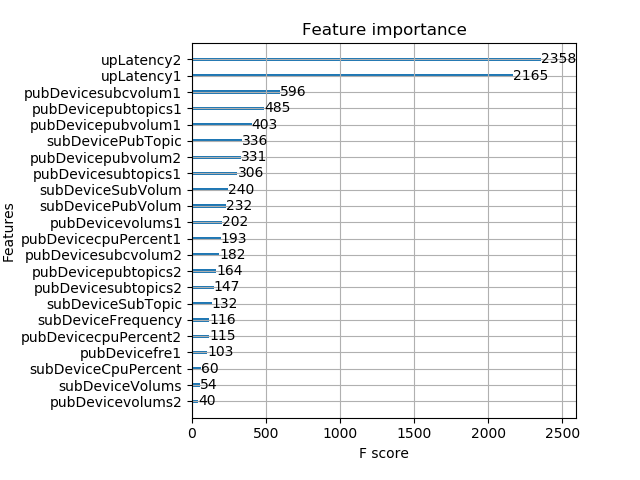 Feature importance
upLatency2 2358
upLatency1 2165
pubDevicesubcvolum1 596
pubDevicepubtopics1 485
pubDevicepubvolum1 403
subDevicePubTopic 336
pubDevicepubvolum2 331
pubDevicesubtopics1 306
subDeviceSubVolum 240
subDevicePubVolum 232
pubDevicevolums1 202
pubDevicecpuPercent1 193
pubDevicesubcvolum2 182
pubDevicepubtopics2 164
pubDevicesubtopics2 147
subDeviceSubTopic 132
subDeviceFrequency 116
pubDevicecpuPercent2 115
pubDevicefre1 103
subDeviceCpuPercent 60
subDeviceVolums 54
pubDevicevolums2 40
Features
0 500 1000 1500 2000 2500
F score